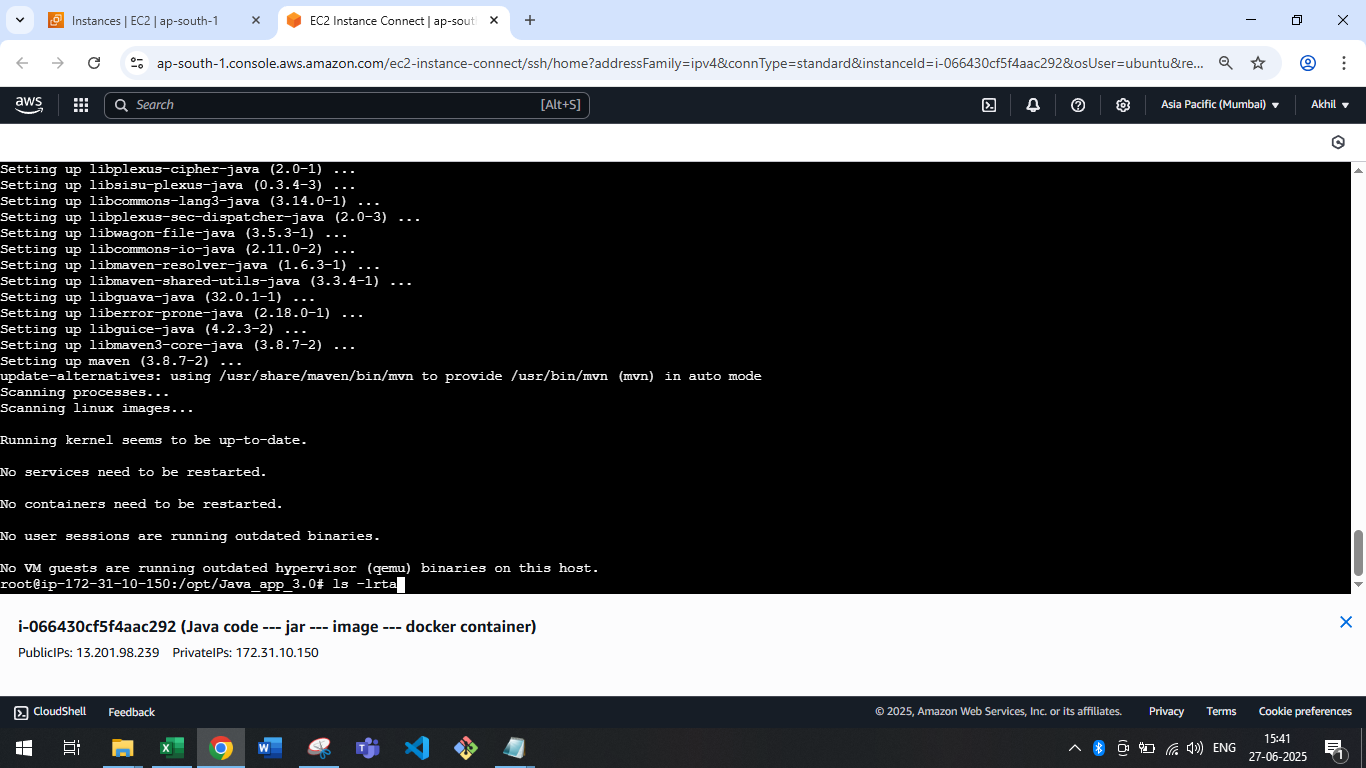 Instances | EC2 | ap-south-1
EC2 Instance Connect | ap-sout
ap-south-1.console.aws.amazon.com/ec2-instance-connect/ssh/home?addressFamily=ipv4&connType=standard&instanceId=i-066430cf5f4aac292&osUser=ubuntu&re...
aws
Search
[Alt+S]
Asia Pacific (Mumbai)
Akhil
Setting up libplexus-cipher-java (2.0-1) ...
Setting up libsisu-plexus-java (0.3.4-3) ...
Setting up libcommons-lang3-java (3.14.0-1) ...
Setting up libplexus-sec-dispatcher-java (2.0-3) ...
Setting up libwagon-file-java (3.5.3-1) ...
Setting up libcommons-io-java (2.11.0-2) ...
Setting up libmaven-resolver-java (1.6.3-1) ...
Setting up libmaven-shared-utils-java (3.3.4-1) ...
Setting up libguava-java (32.0.1-1) ...
Setting up liberror-prone-java (2.18.0-1) ...
Setting up libguice-java (4.2.3-2) ...
Setting up libmaven3-core-java (3.8.7-2) ...
Setting up maven (3.8.7-2) ...
update-alternatives: using /usr/share/maven/bin/mvn to provide /usr/bin/mvn (mvn) in auto mode
Scanning processes...
Scanning linux images...
Running kernel seems to be up-to-date.
No services need to be restarted.
No containers need to be restarted.
No user sessions are running outdated binaries.
No VM guests are running outdated hypervisor (qemu) binaries on this host.
root@ip-172-31-10-150:/opt/Java_app_3.0# ls -lrta
i-066430cf5f4aac292 (Java code --- jar --- image --- docker container)
PublicIPs: 13.201.98.239 PrivateIPs: 172.31.10.150
CloudShell
Feedback
© 2025, Amazon Web Services, Inc. or its affiliates.
Privacy
Terms
Cookie preferences
ENG
15:41
27-06-2025
1